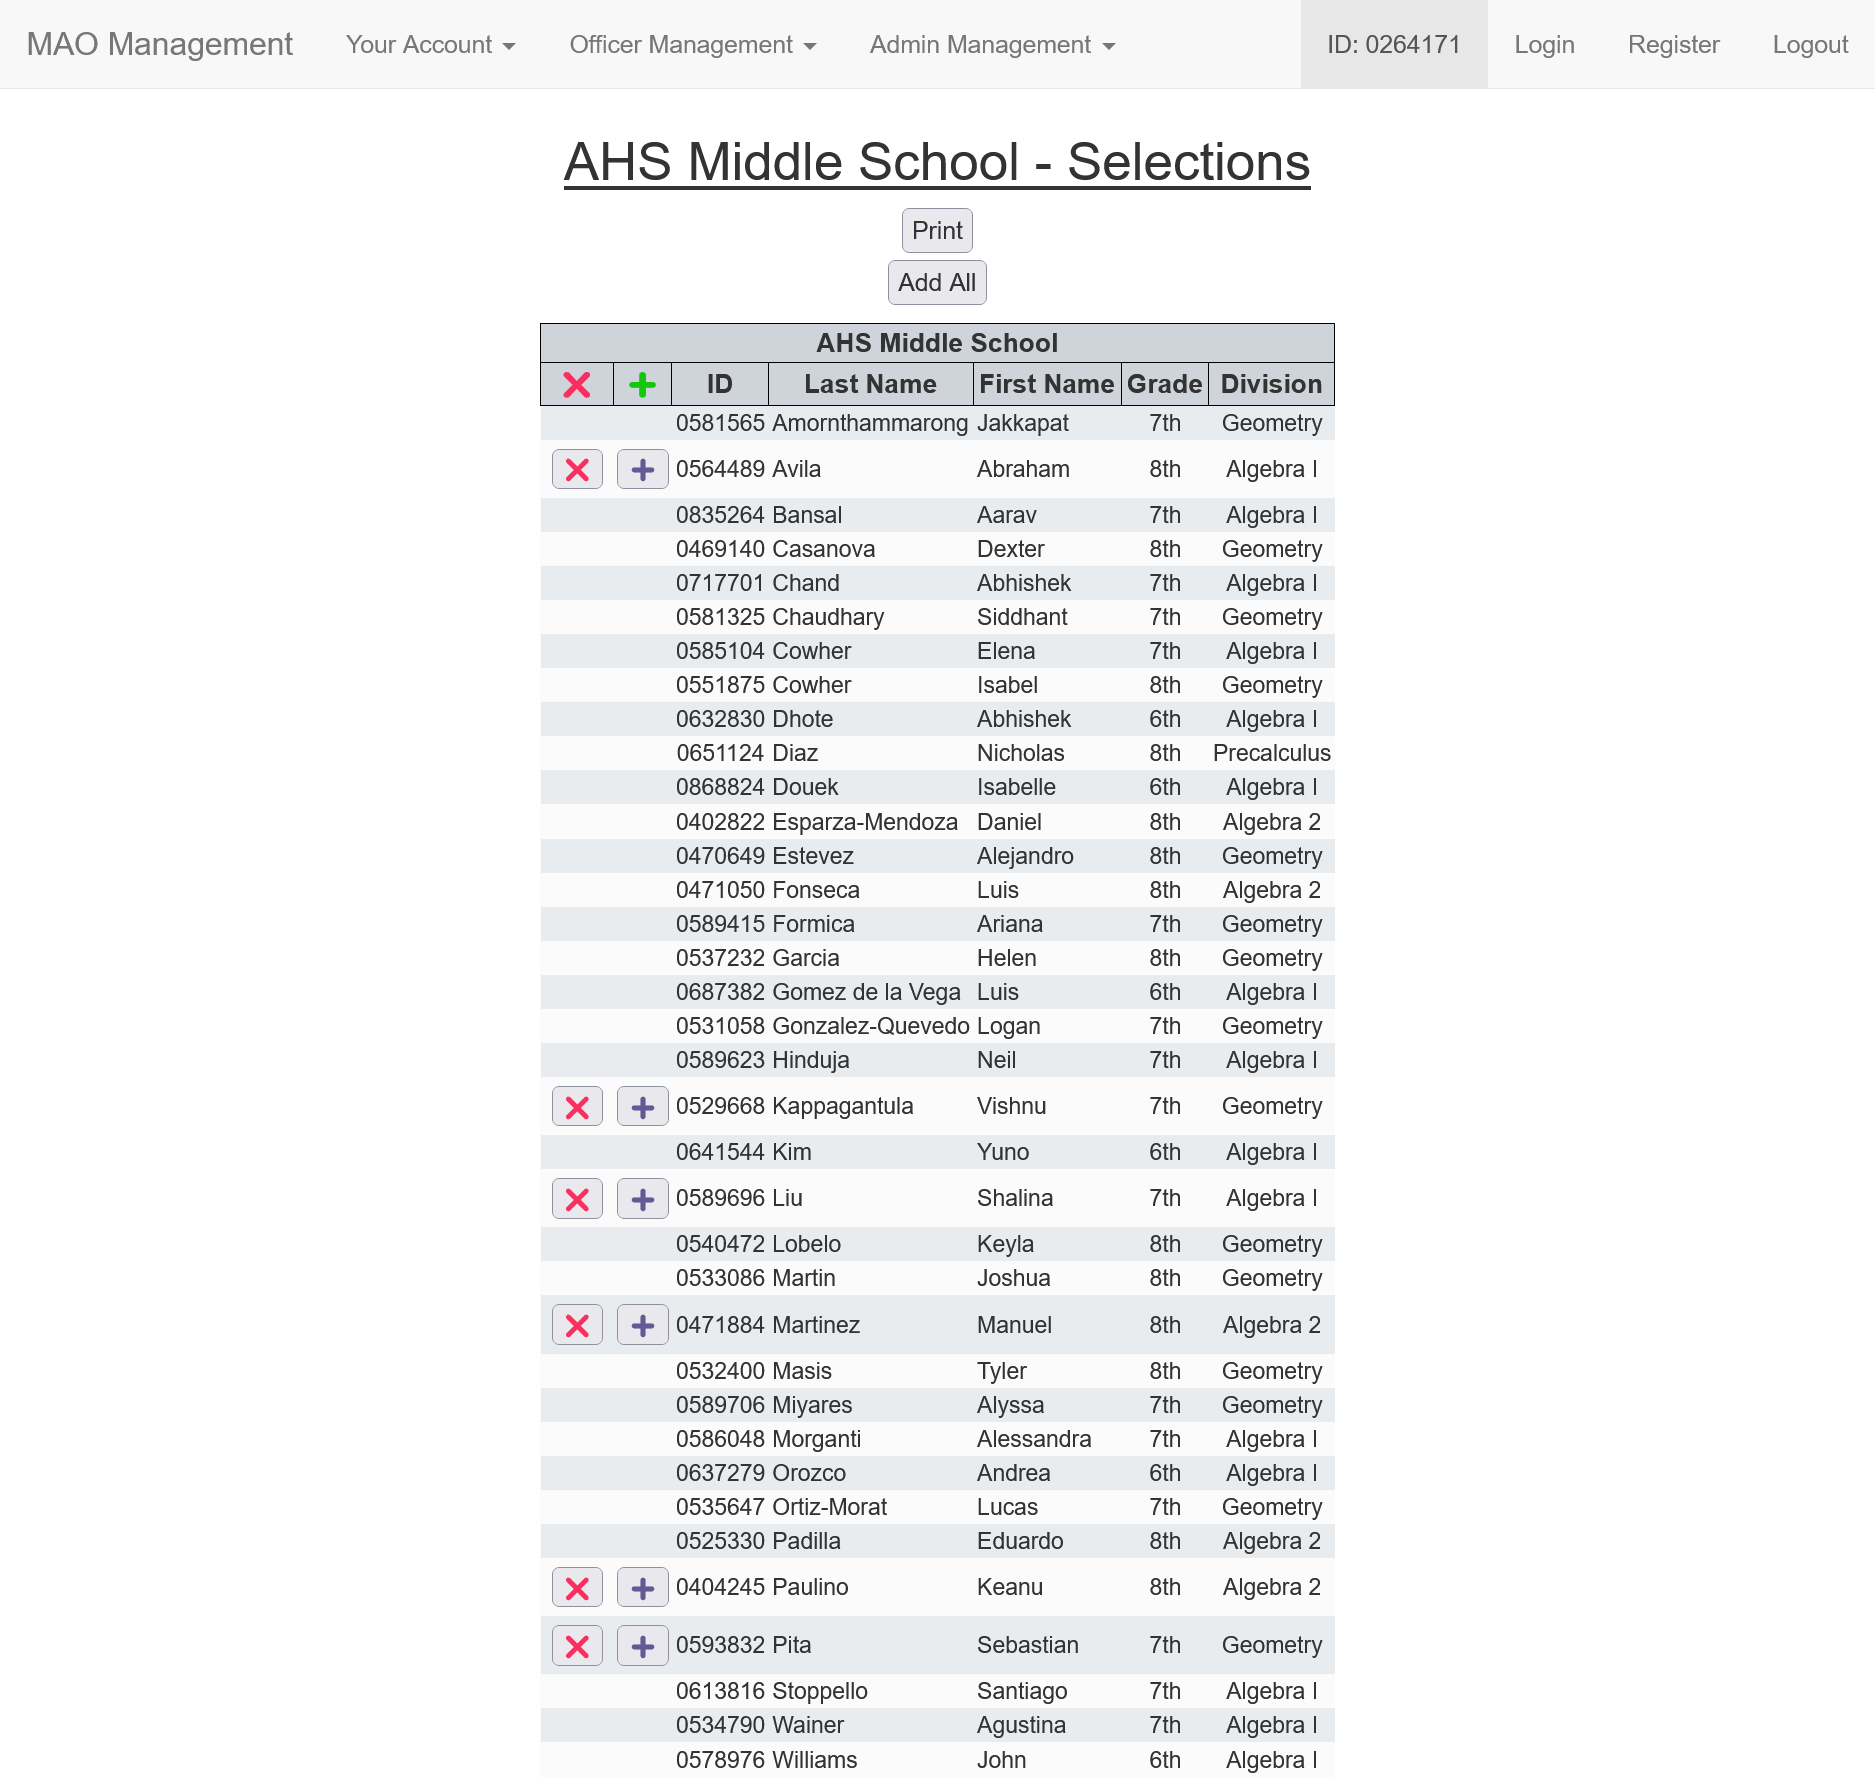 MAO Management Your Account Officer Management Admin Management ID: 0264171 Login Register Logout
AHS Middle School - Selections
Print
Add All
AHS Middle School
ID Last Name First Name Grade Division
0581565 Amornthammarong Jakkapat 7th Geometry
0564489 Avila Abraham 8th Algebra I
0835264 Bansal Aarav 7th Algebra I
0469140 Casanova Dexter 8th Geometry
0717701 Chand Abhishek 7th Algebra I
0581325 Chaudhary Siddhant 7th Geometry
0585104 Cowher Elena 7th Algebra I
0551875 Cowher Isabel 8th Geometry
0632830 Dhote Abhishek 6th Algebra I
0651124 Diaz Nicholas 8th Precalculus
0868824 Douek Isabelle 6th Algebra I
0402822 Esparza-Mendoza Daniel 8th Algebra 2
0470649 Estevez Alejandro 8th Geometry
0471050 Fonseca Luis 8th Algebra 2
0589415 Formica Ariana 7th Geometry
0537232 Garcia Helen 8th Geometry
0687382 Gomez de la Vega Luis 6th Algebra I
0531058 Gonzalez-Quevedo Logan 7th Geometry
0589623 Hinduja Neil 7th Algebra I
0529668 Kappagantula Vishnu 7th Geometry
0641544 Kim Yuno 6th Algebra I
0589696 Liu Shalina 7th Algebra I
0540472 Lobelo Keyla 8th Geometry
0533086 Martin Joshua 8th Geometry
0471884 Martinez Manuel 8th Algebra 2
0532400 Masis Tyler 8th Geometry
0589706 Miyares Alyssa 7th Geometry
0586048 Morganti Alessandra 7th Algebra I
0637279 Orozco Andrea 6th Algebra I
0535647 Ortiz-Morat Lucas 7th Geometry
0525330 Padilla Eduardo 8th Algebra 2
0404245 Paulino Keanu 8th Algebra 2
0593832 Pita Sebastian 7th Geometry
0613816 Stoppello Santiago 7th Algebra I
0534790 Wainer Agustina 7th Algebra I
0578976 Williams John 6th Algebra I